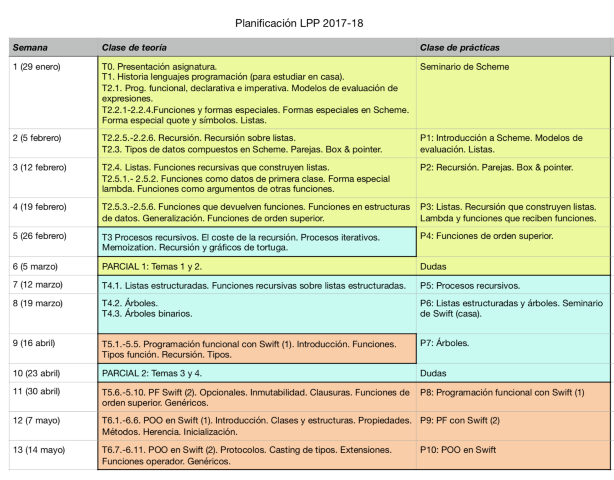 Planificación LPP 2017-18
Semana
Clase de teoría
Clase de prácticas
1 (29 enero)
T0. Presentación asignatura.
T1. Historia lenguajes programación (para estudiar en casa).
T2.1. Prog. funcional, declarativa e imperativa. Modelos de evaluación de
expresiones.
T2.2.1-2.2.4.Funciones y formas especiales. Formas especiales en Scheme.
Forma especial quote y símbolos. Listas.
Seminario de Scheme
2 (5 febrero)
T2.2.5.-2.2.6. Recursión. Recursión sobre listas.
T2.3. Tipos de datos compuestos en Scheme. Parejas. Box & pointer.
P1: Introducción a Scheme. Modelos de
evaluación. Listas.
3 (12 febrero)
T2.4. Listas. Funciones recursivas que construyen listas.
T2.5.1.- 2.5.2. Funciones como datos de primera clase. Forma especial
lambda. Funciones como argumentos de otras funciones.
P2: Recursión. Parejas. Box & pointer.
4 (19 febrero)
T2.5.3.-2.5.6. Funciones que devuelven funciones. Funciones en estructuras
de datos. Generalización. Funciones de orden superior.
P3: Listas. Recursión que construyen listas.
Lambda y funciones que reciben funciones.
5 (26 febrero)
T3 Procesos recursivos. El coste de la recursión. Procesos iterativos.
Memoization. Recursión y gráficos de tortuga.
P4: Funciones de orden superior.
6 (5 marzo)
PARCIAL 1: Temas 1 y 2.
Dudas
7 (12 marzo)
T4.1. Listas estructuradas. Funciones recursivas sobre listas estructuradas.
P5: Procesos recursivos.
8 (19 marzo)
T4.2. Árboles.
T4.3. Árboles binarios.
P6: Listas estructuradas y árboles. Seminario
de Swift (casa).
9 (16 abril)
T5.1.-5.5. Programación funcional con Swift (1). Introducción. Funciones.
Tipos función. Recursión. Tipos.
P7: Árboles.
10 (23 abril)
PARCIAL 2: Temas 3 y 4.
Dudas
11 (30 abril)
T5.6.-5.10. PF Swift (2). Opcionales. Inmutabilidad. Clausuras. Funciones de
orden superior. Genéricos.
P8: Programación funcional con Swift (1)
12 (7 mayo)
T6.1.-6.6. POO en Swift (1). Introducción. Clases y estructuras. Propiedades.
Métodos. Herencia. Inicialización.
P9: PF con Swift (2)
13 (14 mayo)
T6.7.-6.11. POO en Swift (2). Protocolos. Casting de tipos. Extensiones.
Funciones operador. Genéricos.
P10: POO en Swift